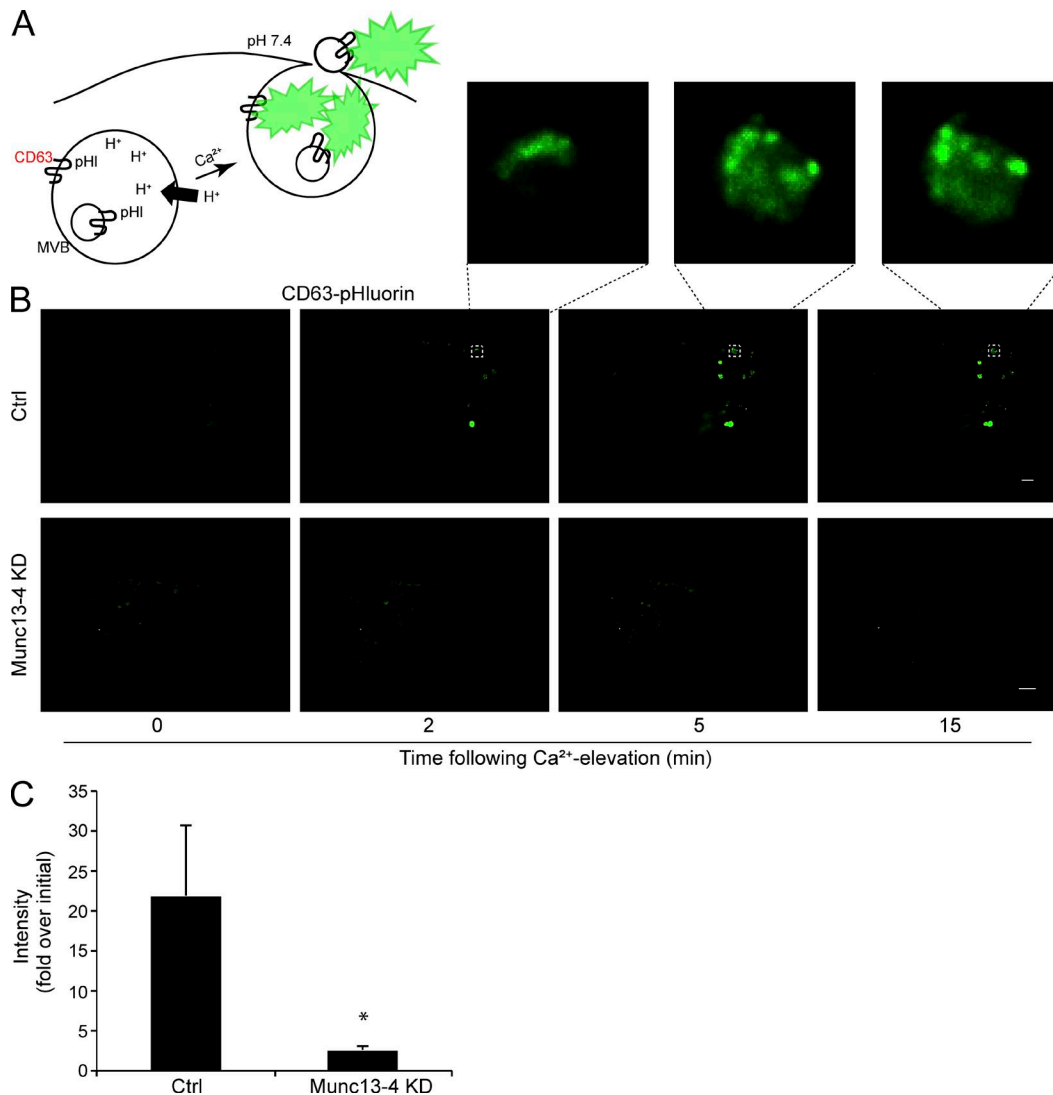 A
pH 7.4
CD63
pHl
H⁺
H⁺
H⁺
Ca²⁺
H⁺
pHl
MVB
B
CD63-pHluorin
Ctrl
Munc13-4 KD
0 2 5 15
Time following Ca²⁺-elevation (min)
C
Intensity
(fold over initial)
35
30
25
20
15
10
5
0
*
Ctrl Munc13-4 KD